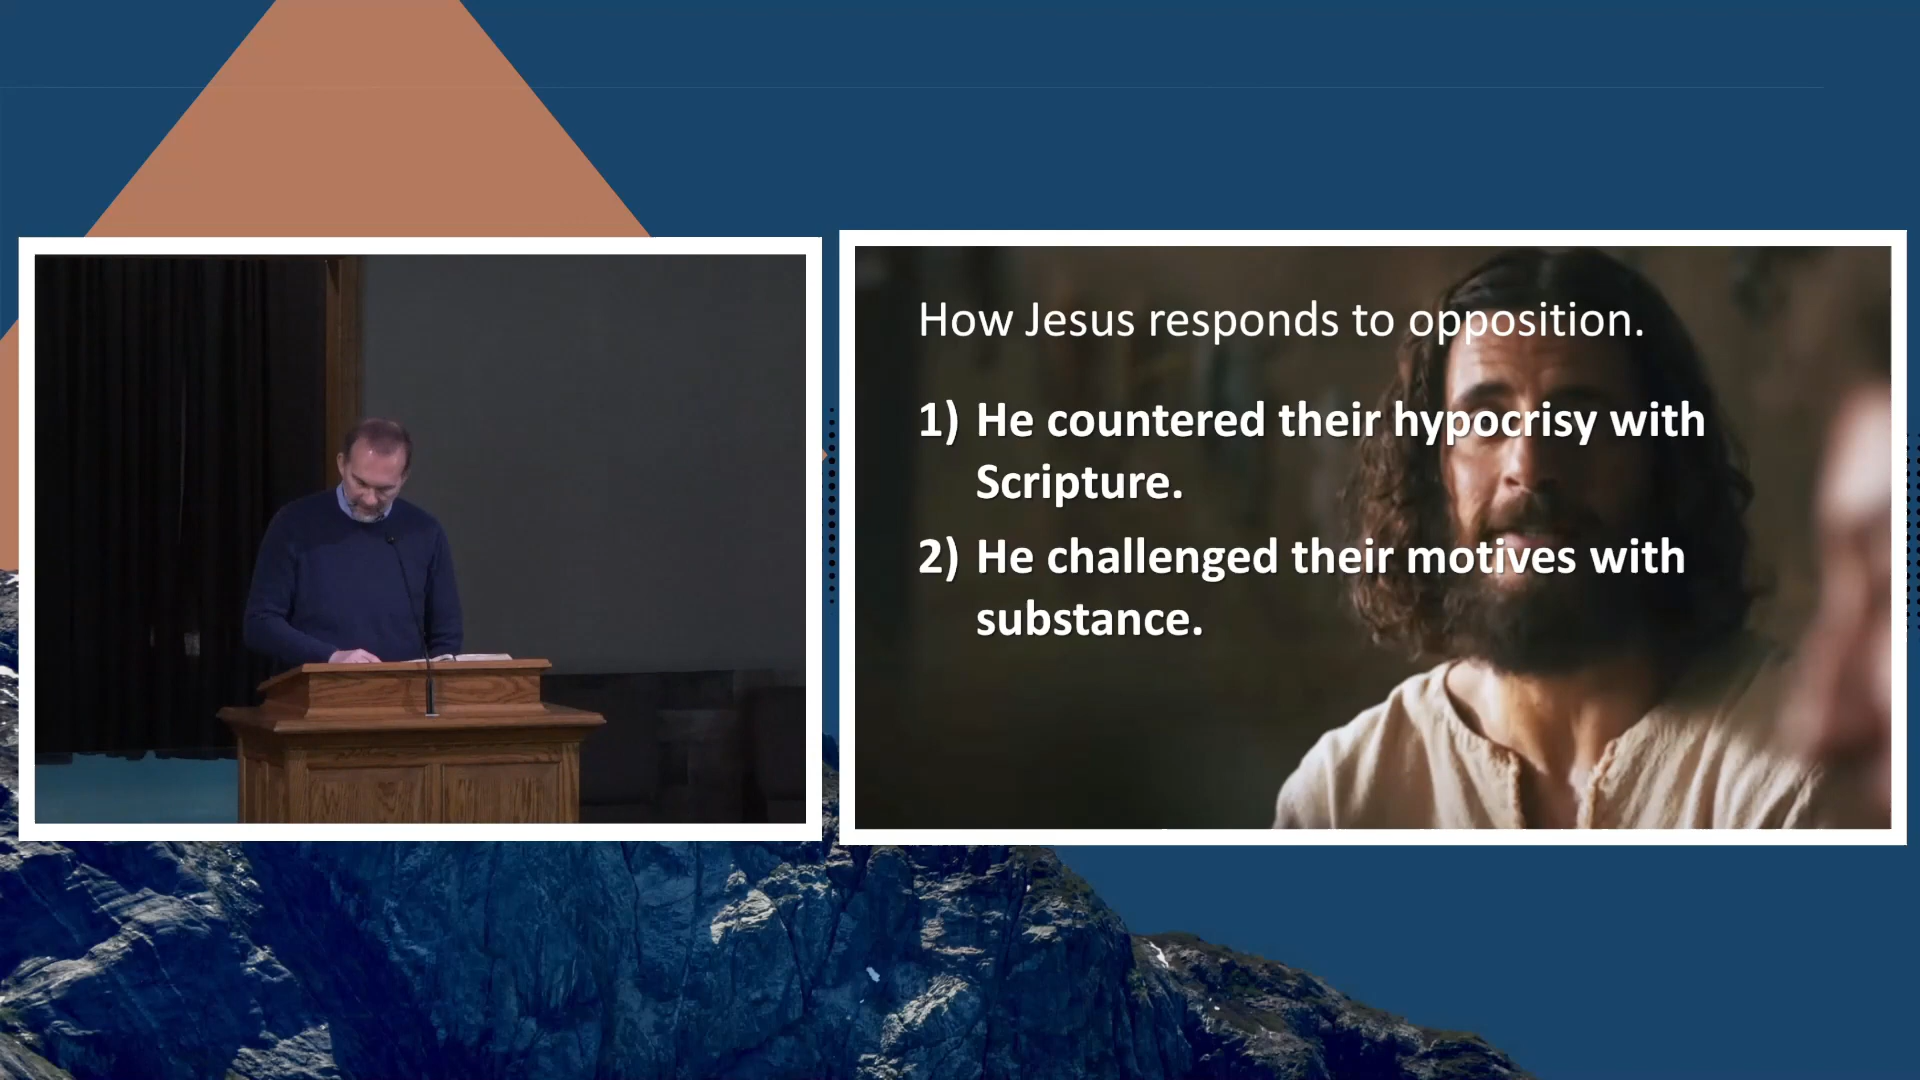 How Jesus responds to opposition.
1) He countered their hypocrisy with
Scripture.
2) He challenged their motives with
substance.